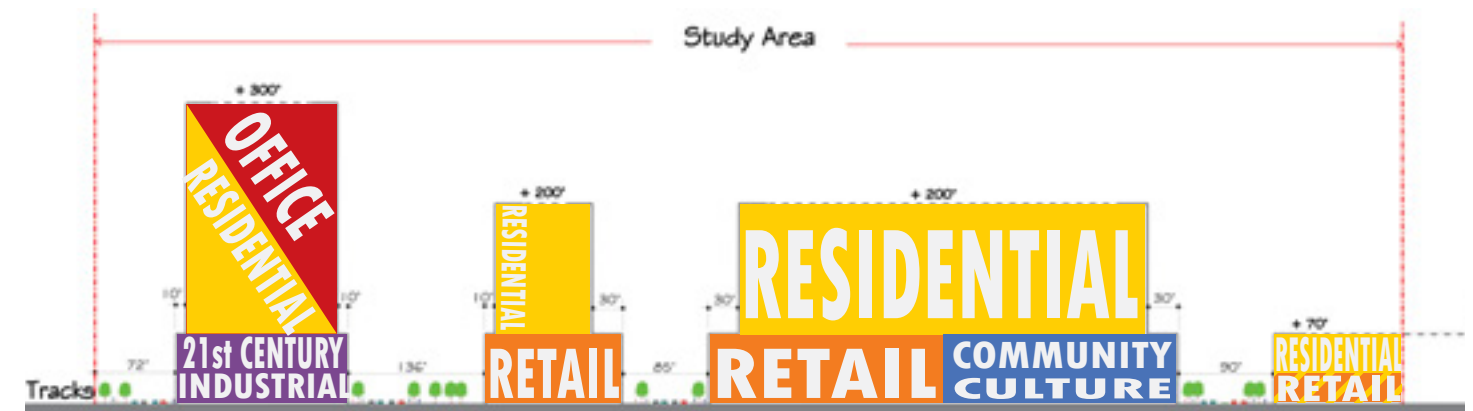 Study Area
+ 300'
OFFICE
RESIDENTIAL
10'
10'
21st CENTURY
INDUSTRIAL
Tracks
72'
136'
+ 200'
RESIDENTIAL
10'
30'
RETAIL
85'
+ 200'
RESIDENTIAL
30'
30'
RETAIL
COMMUNITY
CULTURE
90'
+ 70'
RESIDENTIAL
RETAIL